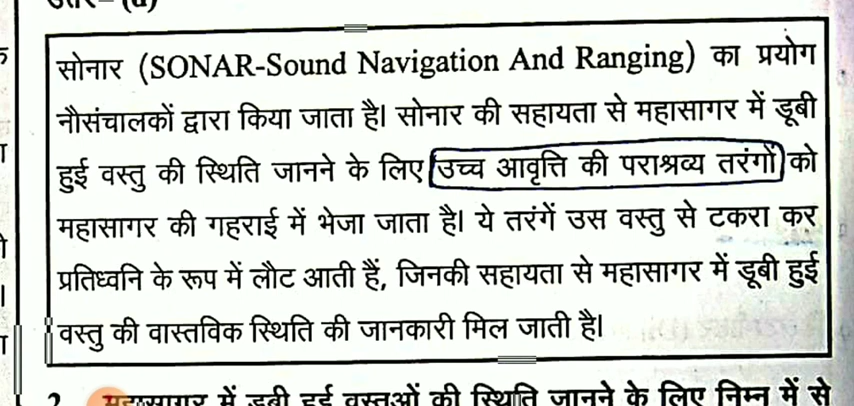 उत्तर– (a)
सोनार (SONAR-Sound Navigation And Ranging) का प्रयोग
नौसंचालकों द्वारा किया जाता है। सोनार की सहायता से महासागर में डूबी
हुई वस्तु की स्थिति जानने के लिए उच्च आवृत्ति की पराश्रव्य तरंगों को
महासागर की गहराई में भेजा जाता है। ये तरंगें उस वस्तु से टकरा कर
प्रतिध्वनि के रूप में लौट आती हैं, जिनकी सहायता से महासागर में डूबी हुई
वस्तु की वास्तविक स्थिति की जानकारी मिल जाती है।
2. महासागर में डूबी हुई वस्तुओं की स्थिति जानने के लिए निम्न में से